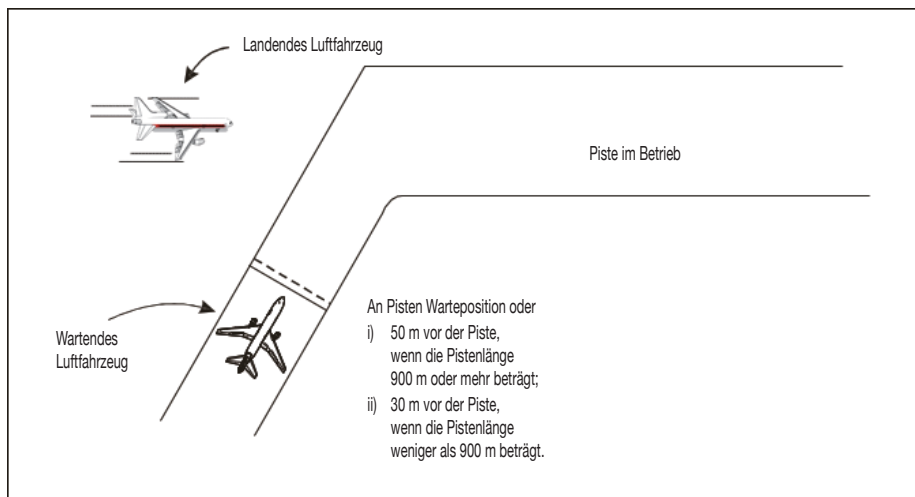 Landendes Luftfahrzeug
Piste im Betrieb
Wartendes
Luftfahrzeug
An Pisten Warteposition oder
i) 50 m vor der Piste,
wenn die Pistenlänge
900 m oder mehr beträgt;
ii) 30 m vor der Piste,
wenn die Pistenlänge
weniger als 900 m beträgt.